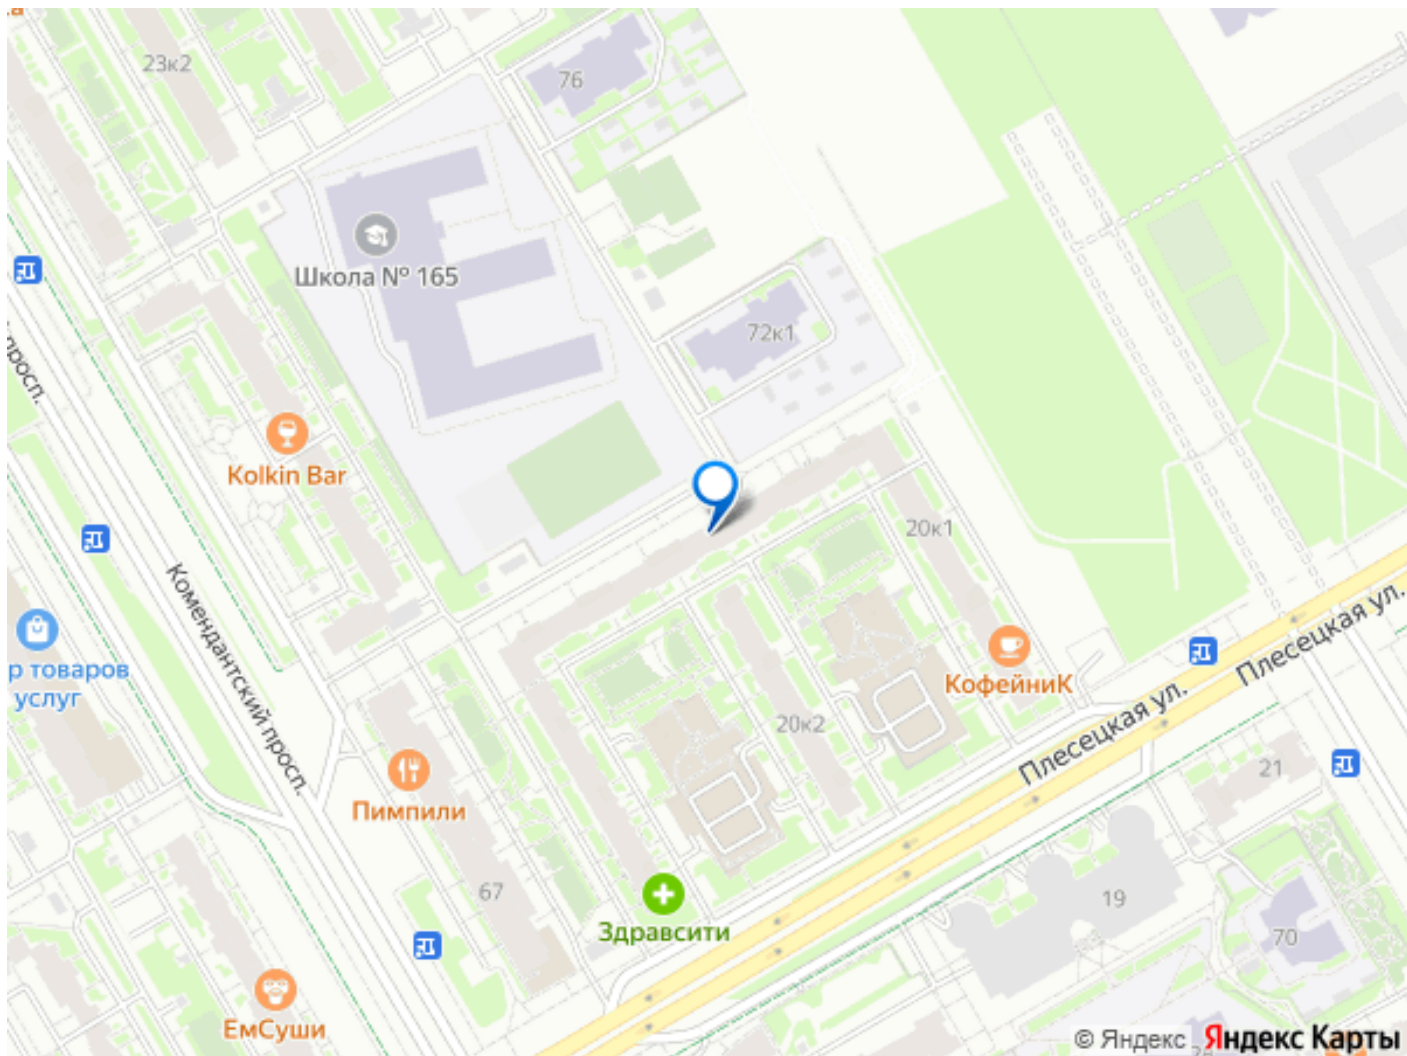 23к2
76
Школа № 165
72к1
просп.
Kolkin Bar
20к1
Комендантский просп.
р товаров
услуг
КофейниК
Плесецкая ул.
Плесецкая ул.
20к2
21
Пимпили
67
19
Здравсити
70
ЕмСуши
© Яндекс Яндекс Карты